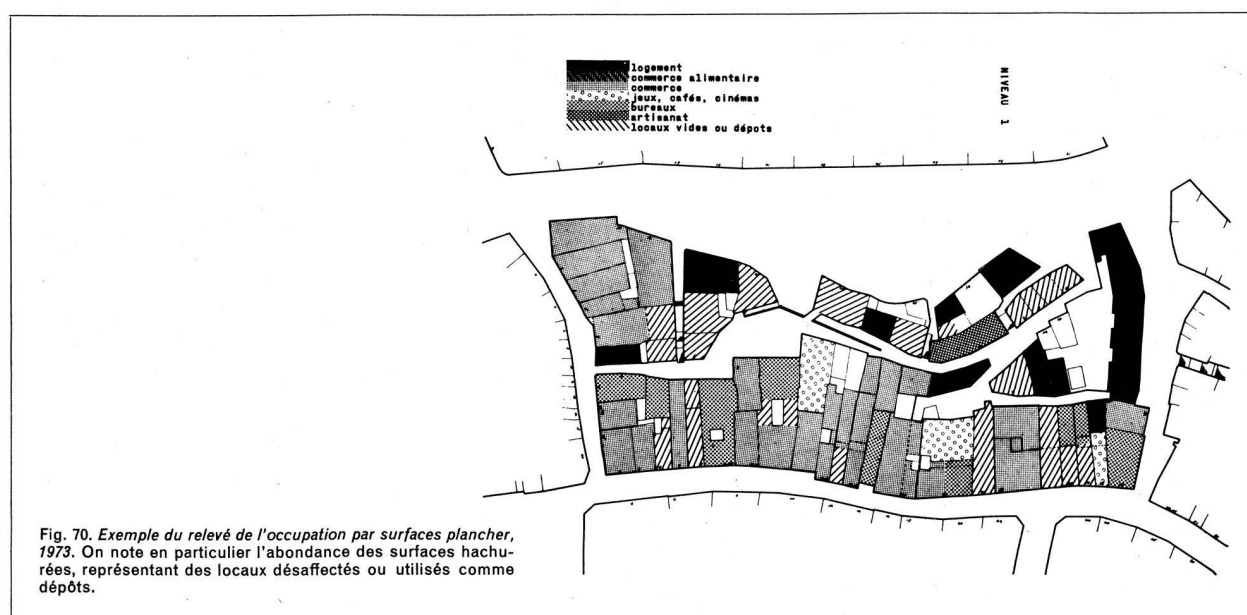 logement
commerce alimentaire
commerce
jeux, cafés, cinémas
bureaux
artisanat
locaux vides ou dépots
NIVEAU 1
Fig. 70. Exemple du relevé de l'occupation par surfaces plancher,
1973. On note en particulier l'abondance des surfaces hachu-
rées, représentant des locaux désaffectés ou utilisés comme
dépôts.